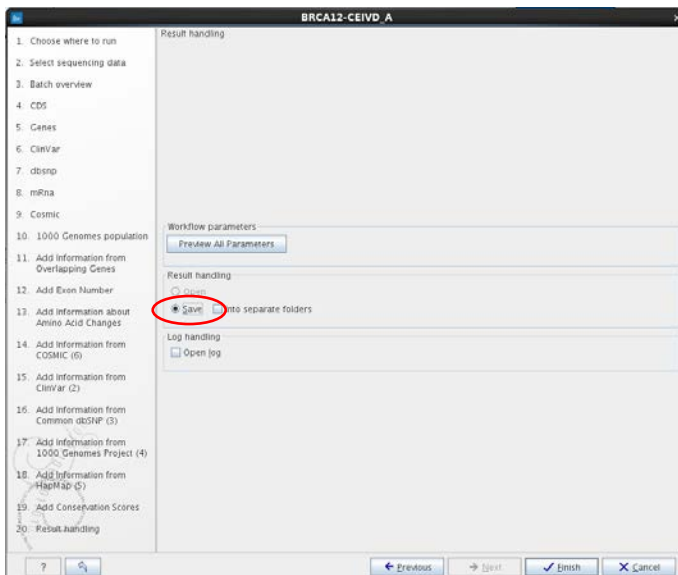 BRCA12-CEIVD_A
1. Choose where to run
2. Select sequencing data
3. Batch overview
4. CDS
5. Genes
6. ClinVar
7. dbsnp
8. mRna
9. Cosmic
10. 1000 Genomes population
11. Add Information from
Overlapping Genes
12. Add Exon Number
13. Add Information about
Amino Acid Changes
14. Add Information from
COSMIC (6)
15. Add Information from
ClinVar (2)
16. Add Information from
Common dbSNP (3)
17. Add Information from
1000 Genomes Project (4)
18. Add Information from
HapMap (5)
19. Add Conservation Scores
20. Result handling
Result handling
Workflow parameters
Preview All Parameters
Result handling
Open
Save Into separate folders
Log handling
Open log
? Previous Next Finish Cancel